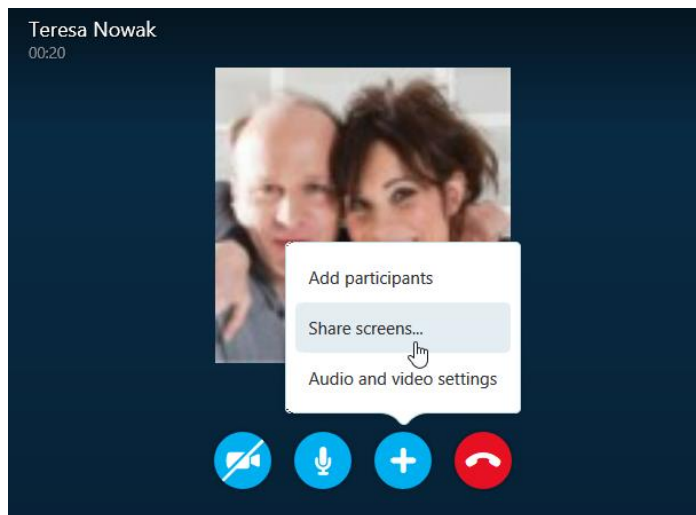 Teresa Nowak
00:20
Add participants
Share screens...
Audio and video settings